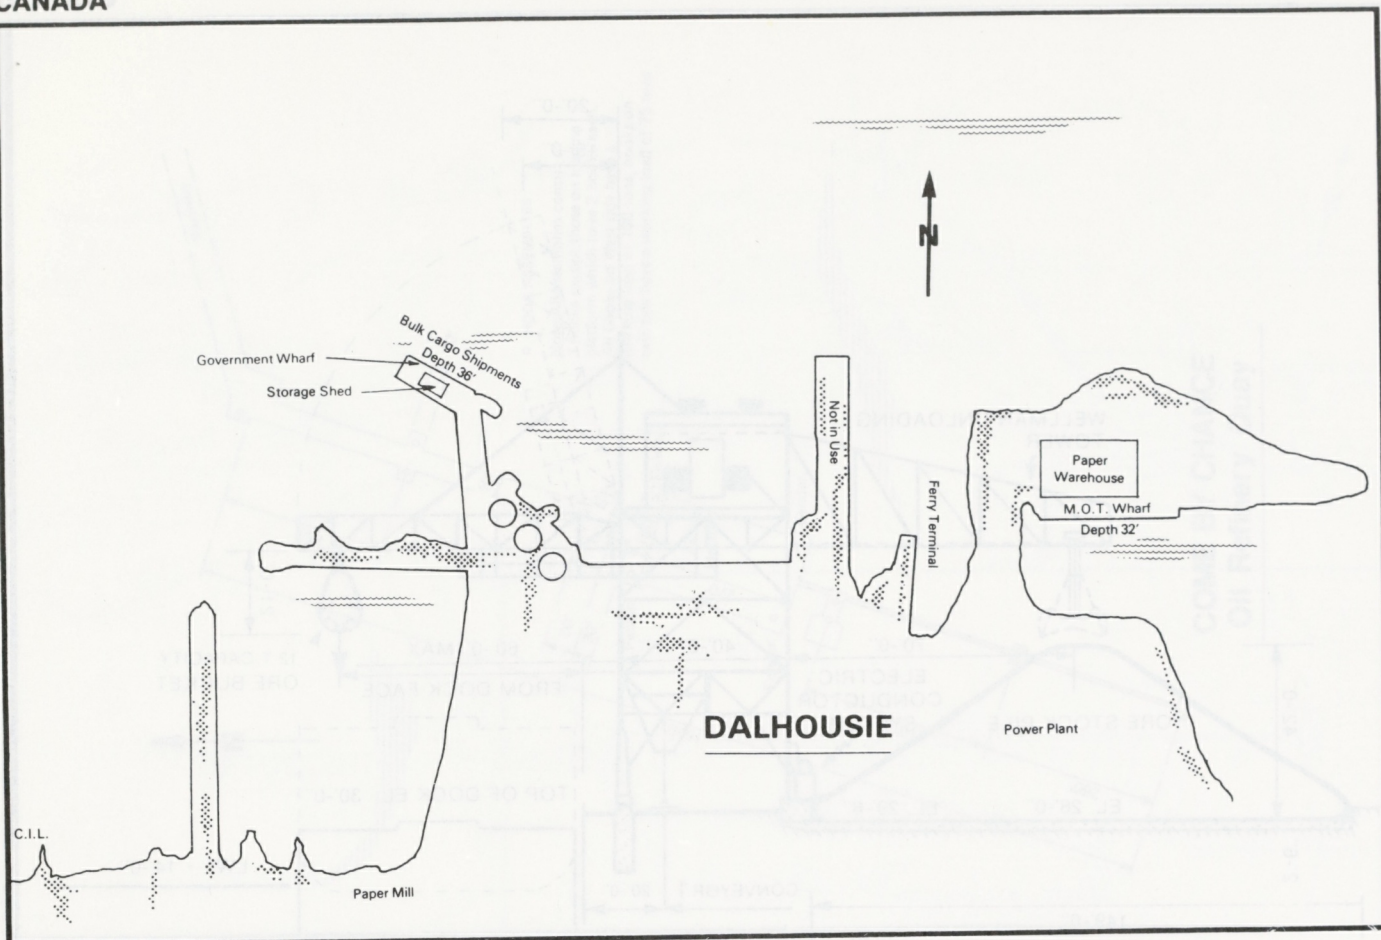 CANADA
N
Bulk Cargo Shipments
Depth 36'
Government Wharf
Storage Shed
Not in Use
Ferry Terminal
Paper
Warehouse
M.O.T. Wharf
Depth 32'
DALHOUSIE
Power Plant
C.I.L.
Paper Mill